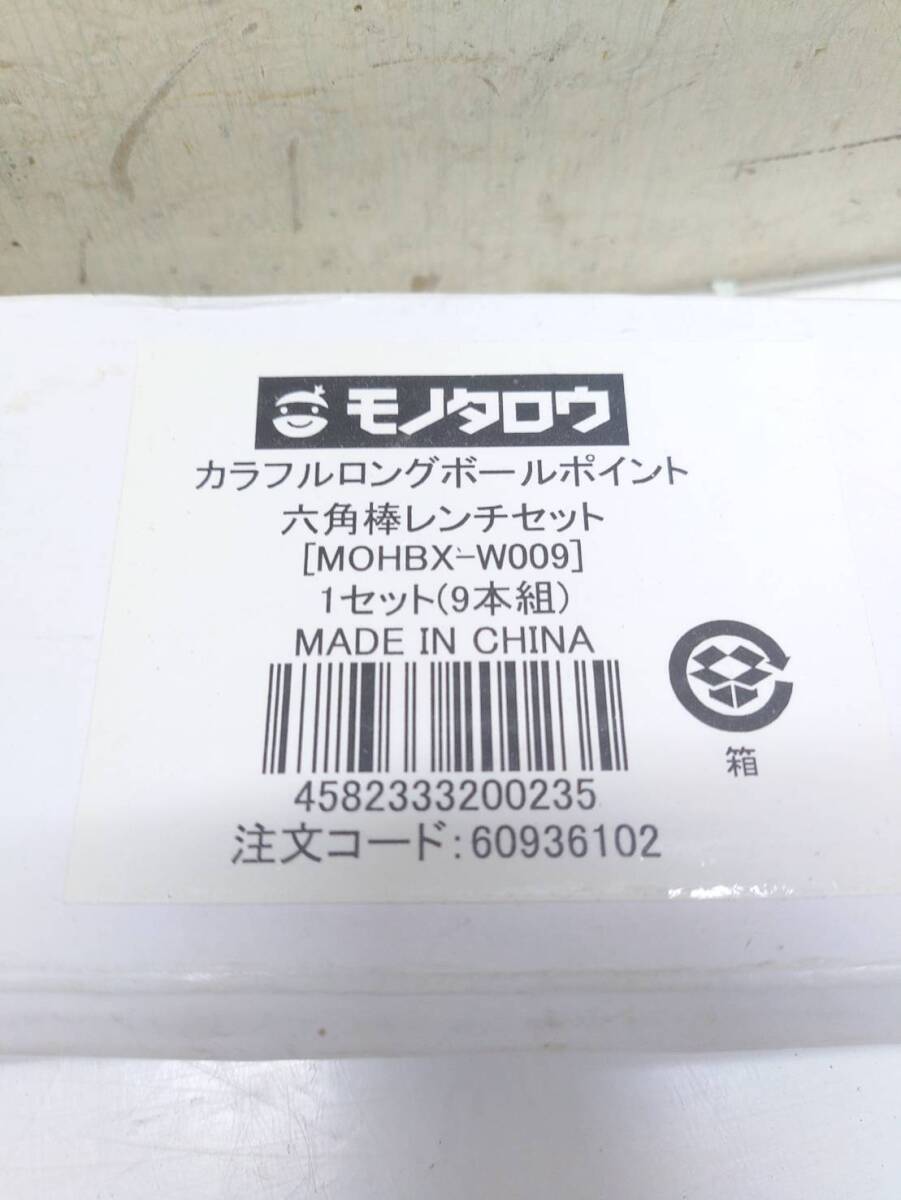 モノタロウ
カラフルロングボールポイント
六角棒レンチセット
[MOHBX-W009]
1セット(9本組)
MADE IN CHINA
4582333200235
箱
注文コード:60936102